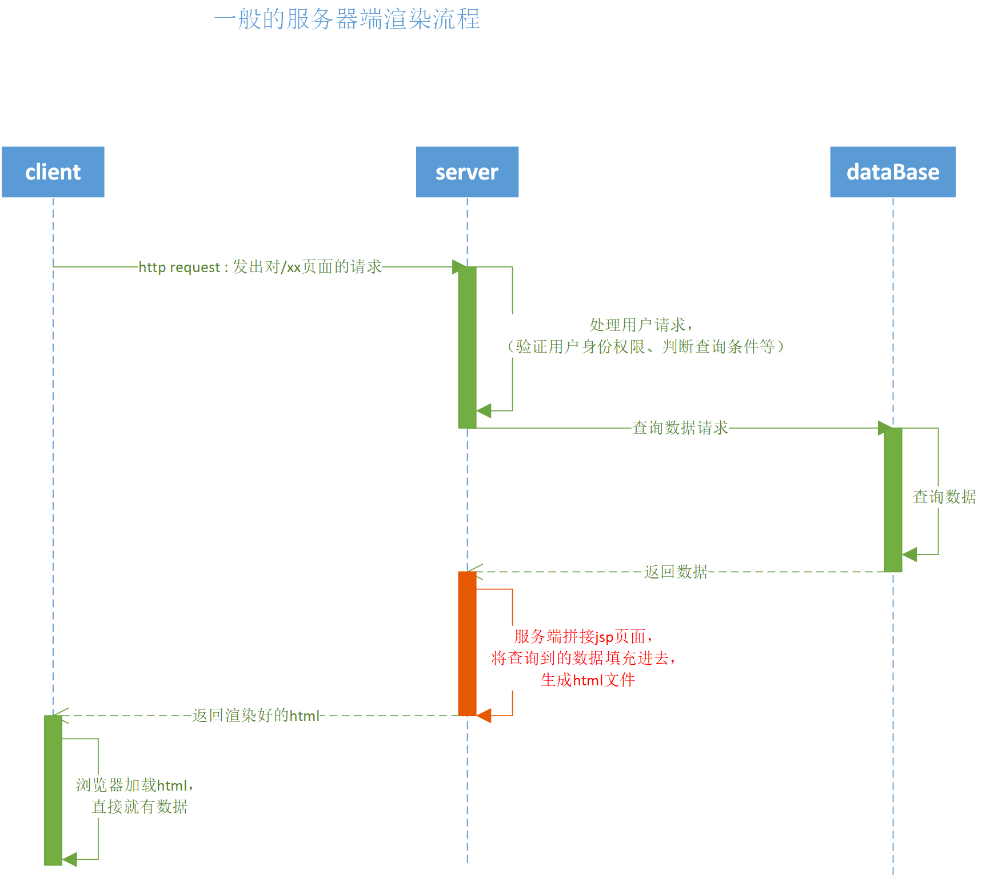 一般的服务器端渲染流程
client
server
dataBase
http request : 发出对/xx页面的请求
处理用户请求，
（验证用户身份权限、判断查询条件等）
查询数据请求
查询数据
返回数据
服务端拼接jsp页面，
将查询到的数据填充进去，
生成html文件
返回渲染好的html
浏览器加载html，
直接就有数据